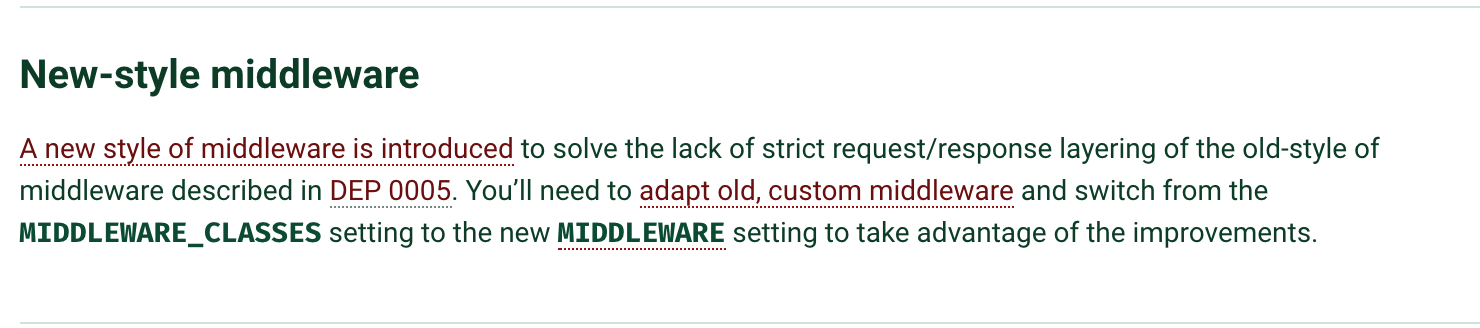 New-style middleware
A new style of middleware is introduced to solve the lack of strict request/response layering of the old-style of
middleware described in DEP 0005. You’ll need to adapt old, custom middleware and switch from the
MIDDLEWARE_CLASSES setting to the new MIDDLEWARE setting to take advantage of the improvements.